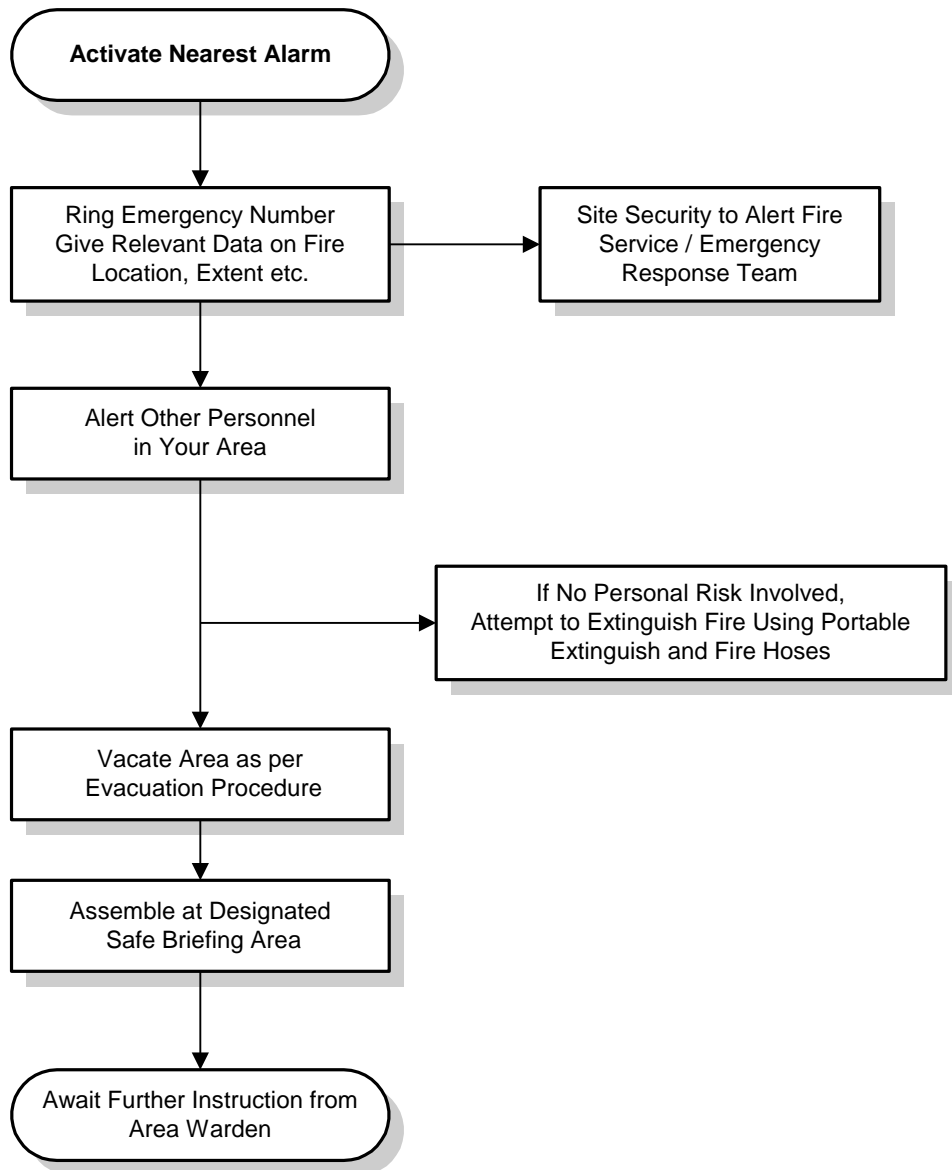 Activate Nearest Alarm
Ring Emergency Number
Give Relevant Data on Fire
Location, Extent etc.
Site Security to Alert Fire
Service / Emergency
Response Team
Alert Other Personnel
in Your Area
If No Personal Risk Involved,
Attempt to Extinguish Fire Using Portable
Extinguish and Fire Hoses
Vacate Area as per
Evacuation Procedure
Assemble at Designated
Safe Briefing Area
Await Further Instruction from
Area Warden